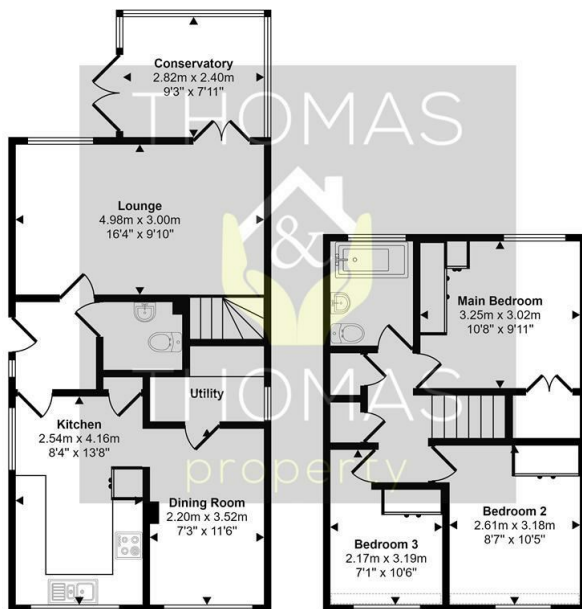 Conservatory
2.82m x 2.40m
9'3" x 7'11"
THOMAS
Lounge
4.98m x 3.00m
16'4" x 9'10"
&
Main Bedroom
3.25m x 3.02m
10'8" x 9'11"
Utility
THOMAS
Kitchen
2.54m x 4.16m
8'4" x 13'8"
property
Dining Room
2.20m x 3.52m
7'3" x 11'6"
Bedroom 2
2.61m x 3.18m
8'7" x 10'5"
Bedroom 3
2.17m x 3.19m
7'1" x 10'6"